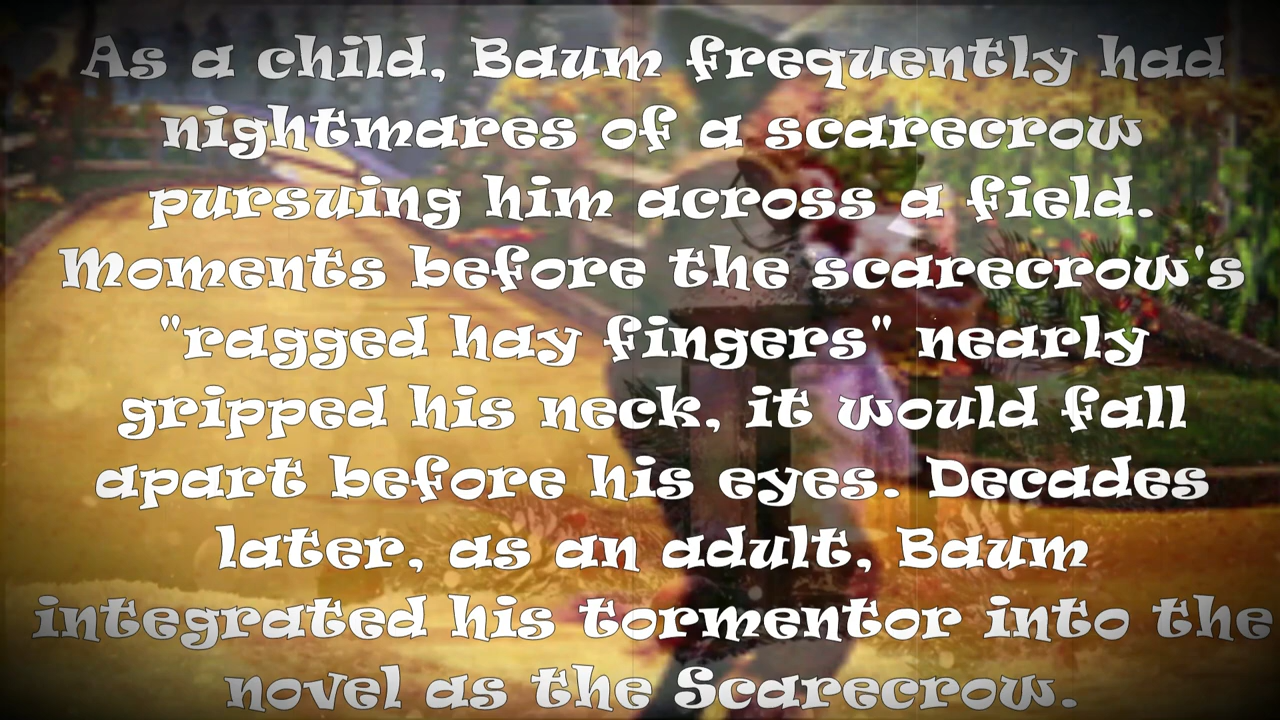 As a child, Baum frequently had
nightmares of a scarecrow
pursuing him across a field.
Moments before the scarecrow's
"ragged hay fingers" nearly
gripped his neck, it would fall
apart before his eyes. Decades
later, as an adult, Baum
integrated his tormentor into the
novel as the Scarecrow.